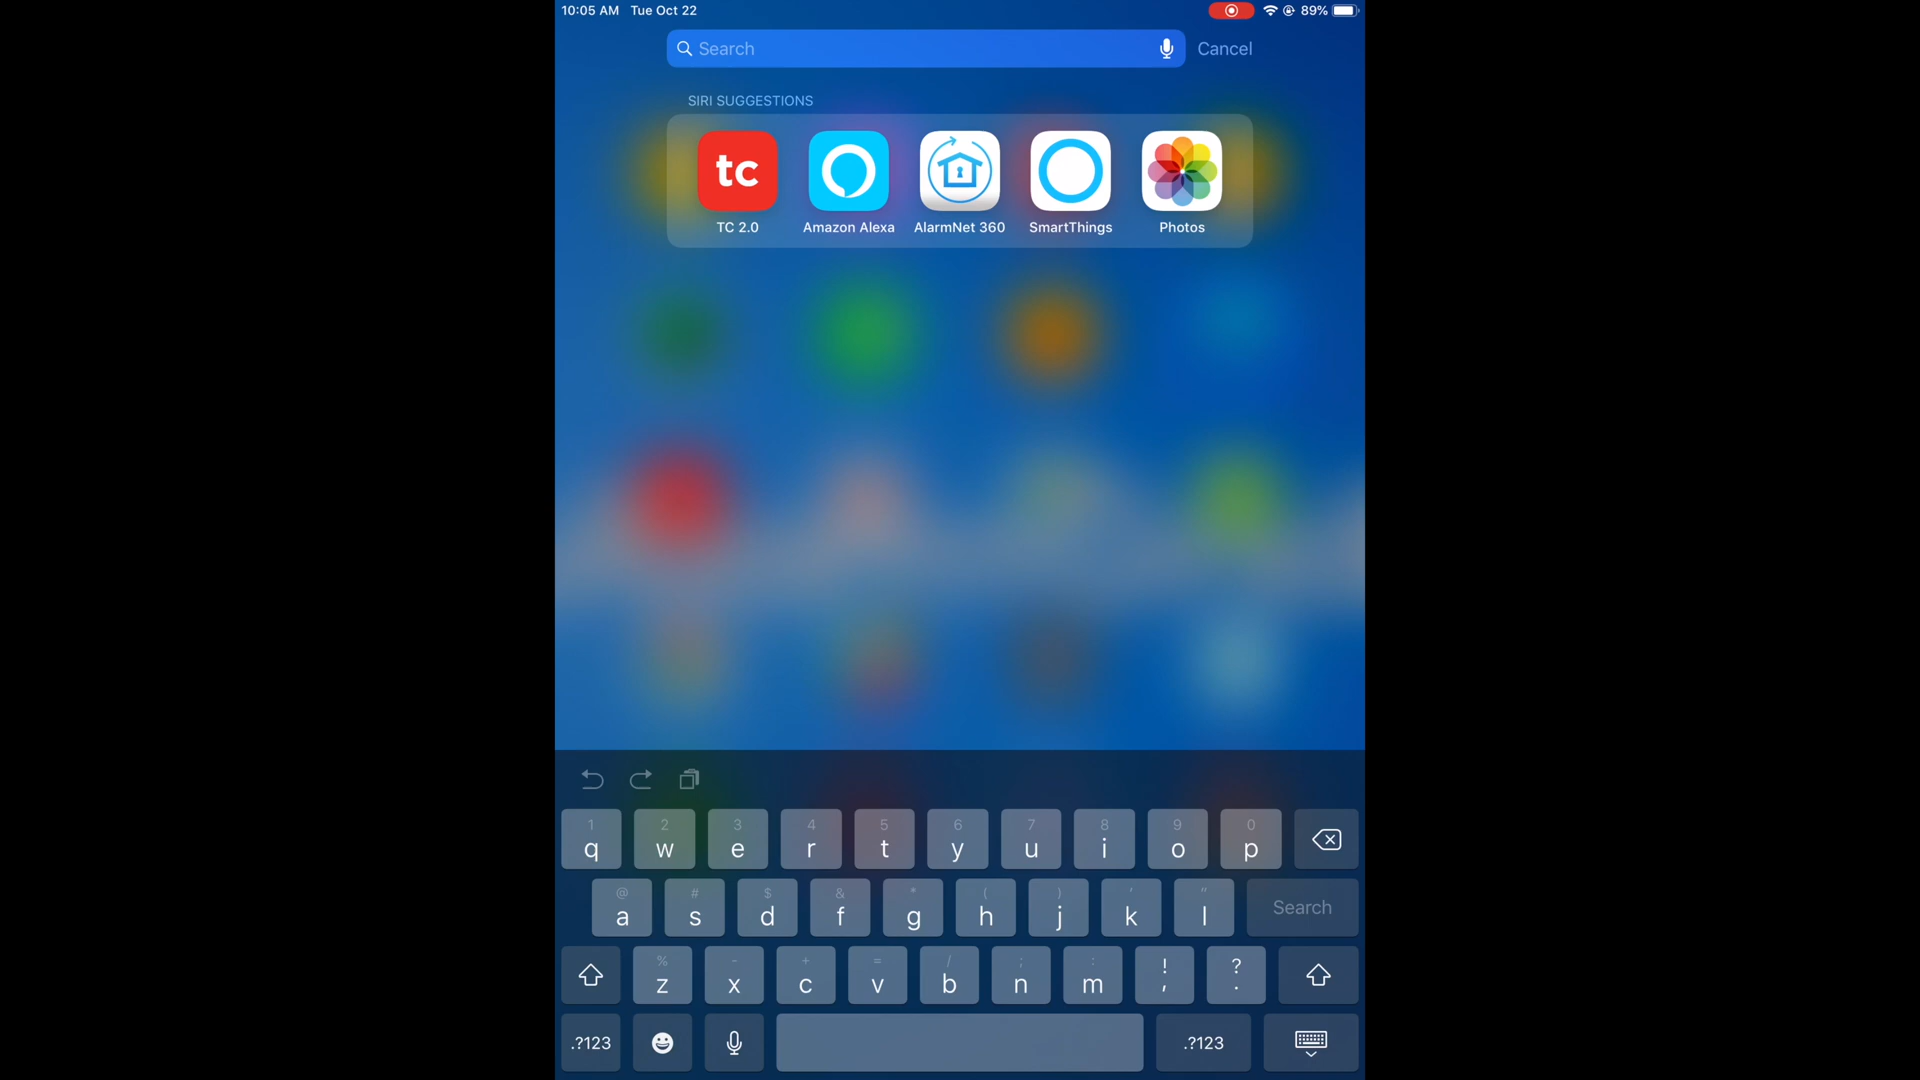 10:05 AM Tue Oct 22 89%
Search Cancel
SIRI SUGGESTIONS
tc
TC 2.0 Amazon Alexa AlarmNet 360 SmartThings Photos
1 2 3 4 5 6 7 8 9 0
q w e r t y u i o p
@ # $ & * ( ) ' "
a s d f g h j k l Search
% - + = / ; : ! ?
z x c v b n m , .
.?123 .?123